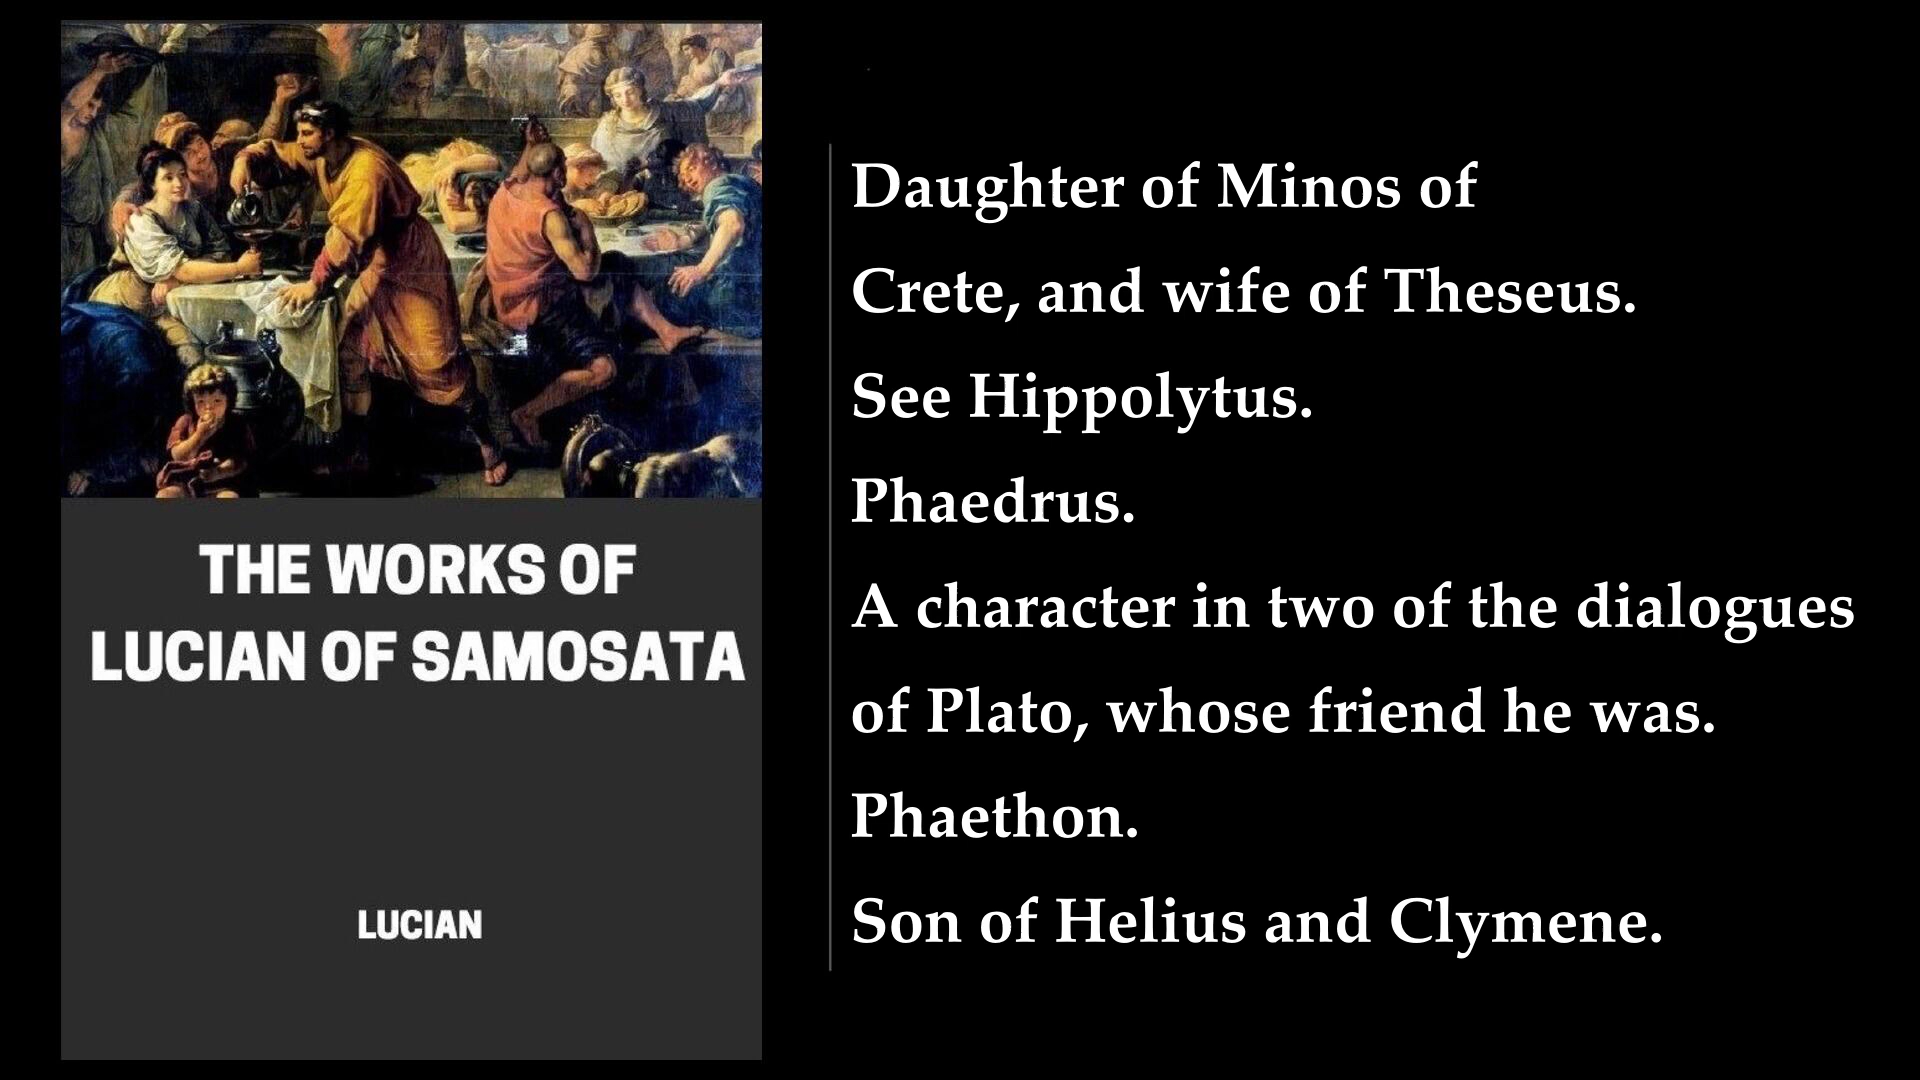 THE WORKS OF
LUCIAN OF SAMOSATA
LUCIAN
Daughter of Minos of
Crete, and wife of Theseus.
See Hippolytus.
Phaedrus.
A character in two of the dialogues
of Plato, whose friend he was.
Phaethon.
Son of Helius and Clymene.